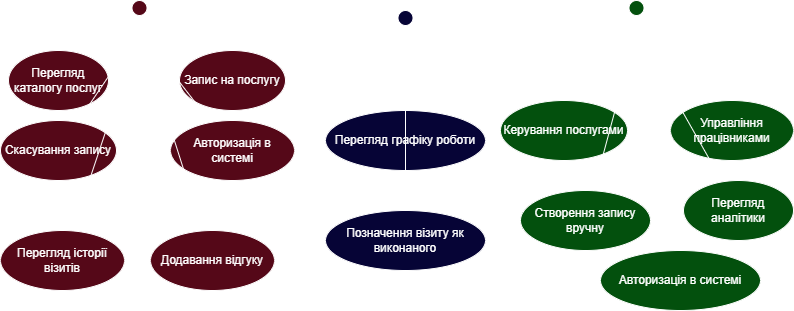 Перегляд
каталогу послуг
Запис на послугу
Скасування запису
Авторизація в
системі
Перегляд історії
візитів
Додавання відгуку
Перегляд графіку роботи
Позначення візиту як
виконаного
Керування послугами
Управління
працівниками
Створення запису
вручну
Перегляд
аналітики
Авторизація в системі